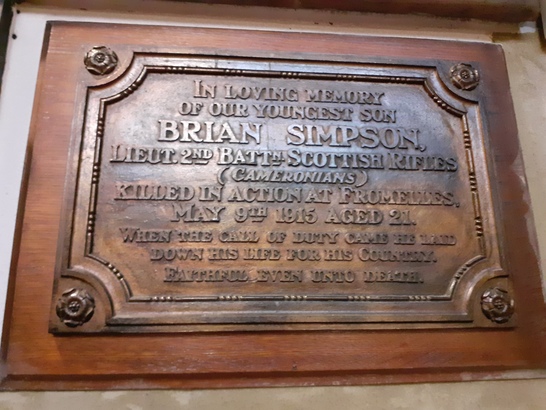 IN LOVING MEMORY
OF OUR YOUNGEST SON
BRIAN SIMPSON,
LIEUT. 2ND BATTN. SCOTTISH RIFLES
(CAMERONIANS)
KILLED IN ACTION AT FROMELLES,
MAY 9TH 1915 AGED 21.
WHEN THE CALL OF DUTY CAME HE LAID
DOWN HIS LIFE FOR HIS COUNTRY.
FAITHFUL EVEN UNTO DEATH.